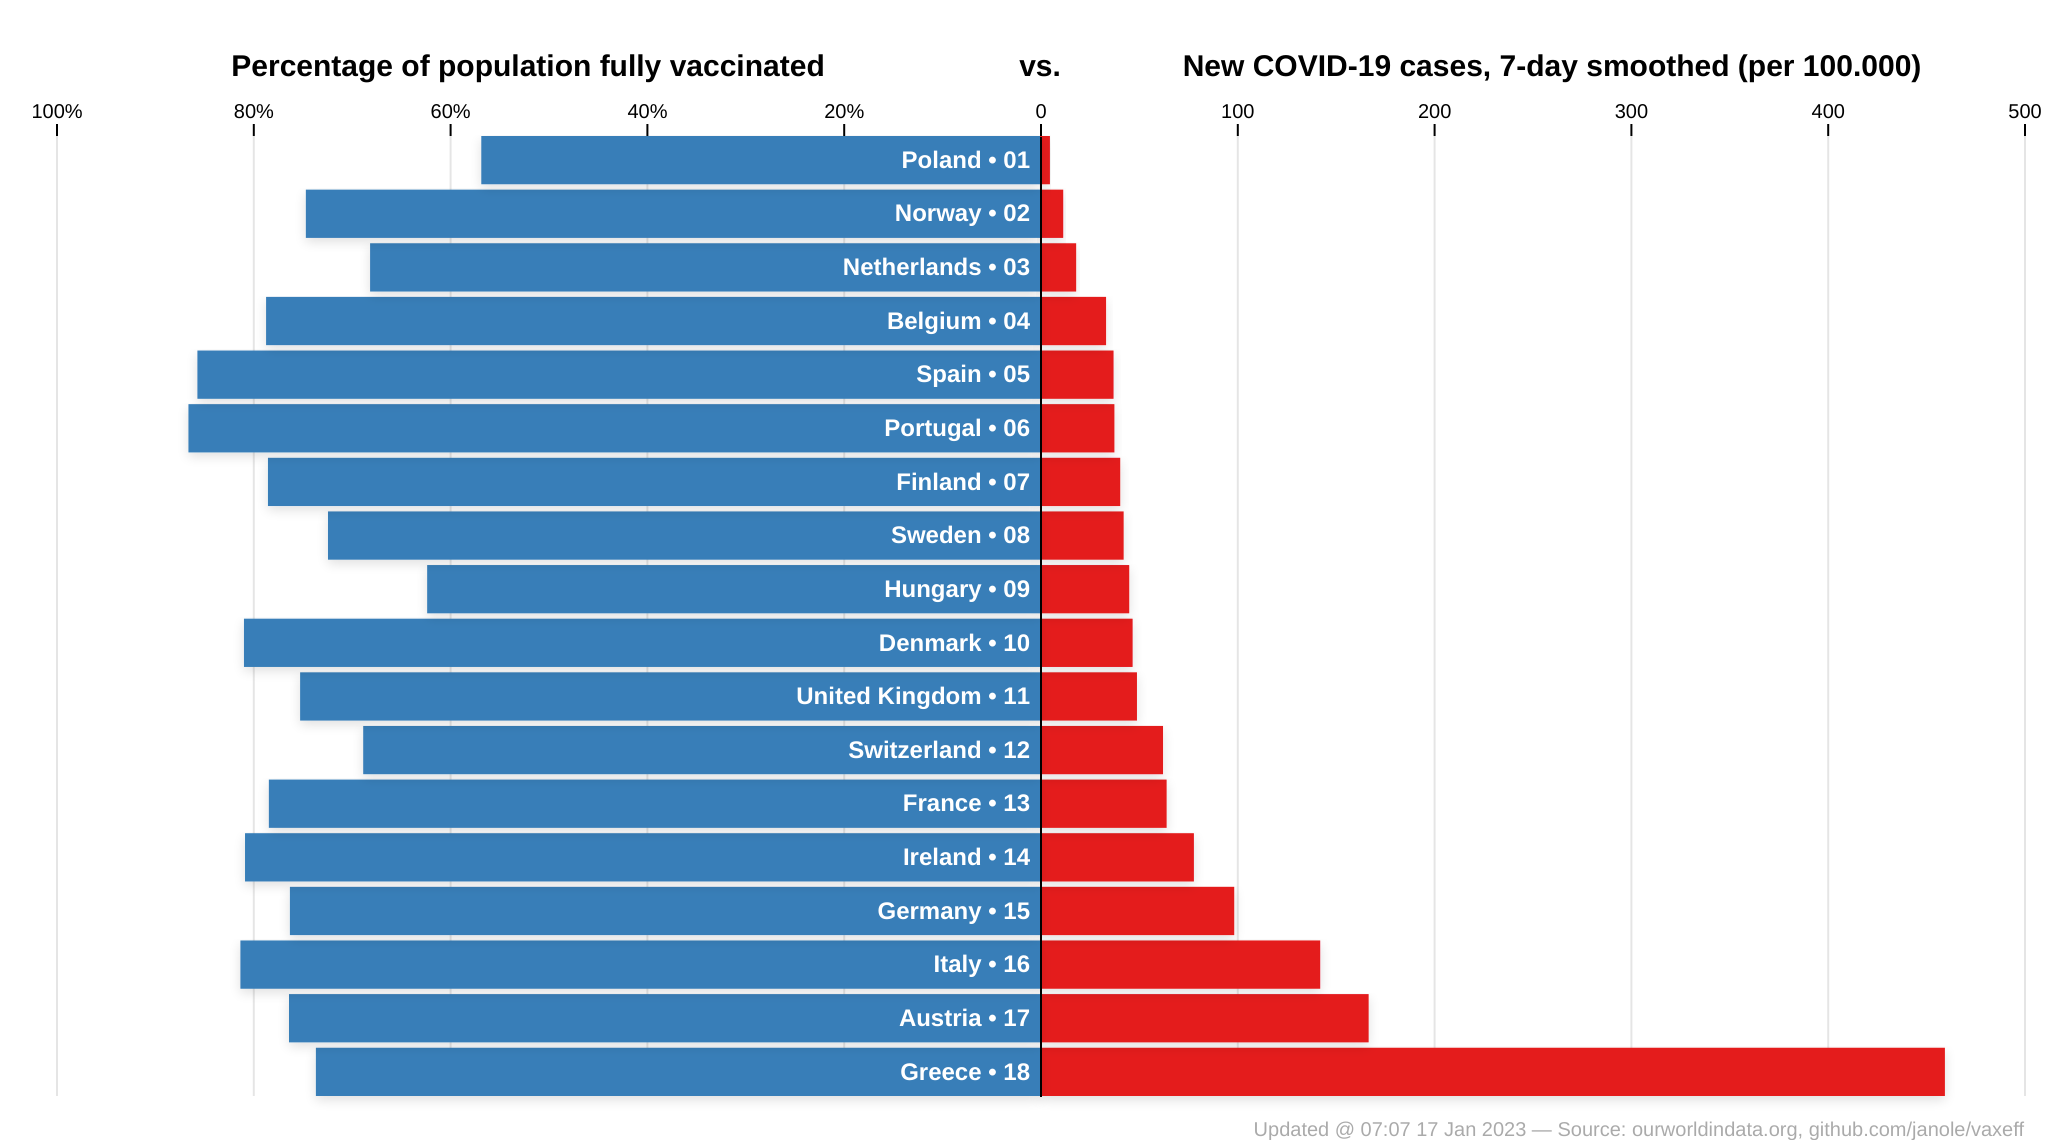 Percentage of population fully vaccinated vs. New COVID-19 cases, 7-day smoothed (per 100.000)
100% 80% 60% 40% 20% 0 100 200 300 400 500
Poland • 01
Norway • 02
Netherlands • 03
Belgium • 04
Spain • 05
Portugal • 06
Finland • 07
Sweden • 08
Hungary • 09
Denmark • 10
United Kingdom • 11
Switzerland • 12
France • 13
Ireland • 14
Germany • 15
Italy • 16
Austria • 17
Greece • 18
Updated @ 07:07 17 Jan 2023 — Source: ourworldindata.org, github.com/janole/vaxeff